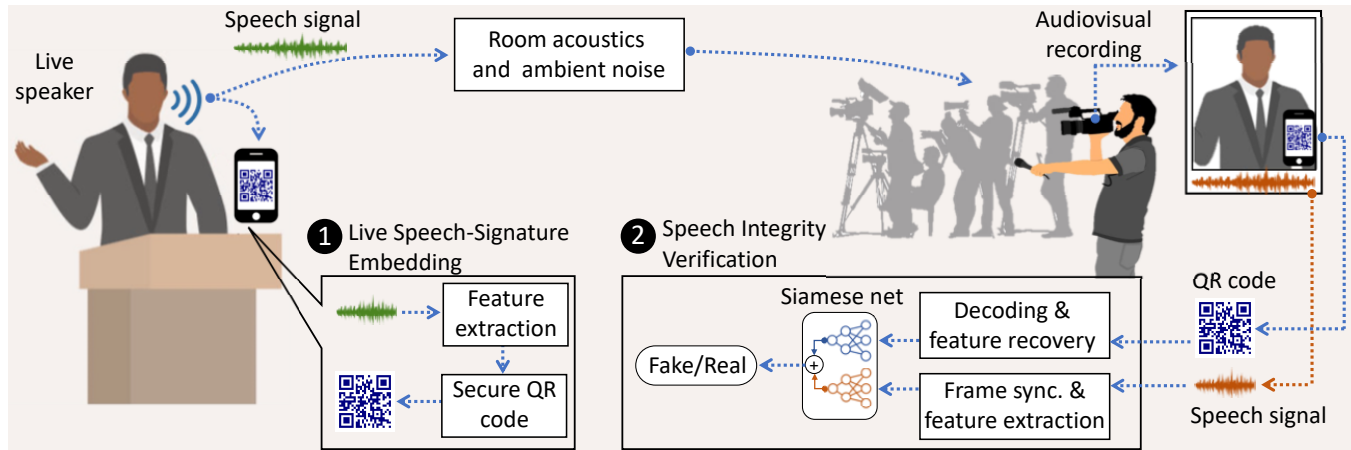 Speech signal
Live
speaker
Room acoustics
and ambient noise
Audiovisual
recording
1 Live Speech-Signature
Embedding
Feature
extraction
Secure QR
code
2 Speech Integrity
Verification
Siamese net
Decoding &
feature recovery
Fake/Real
+
Frame sync. &
feature extraction
QR code
Speech signal